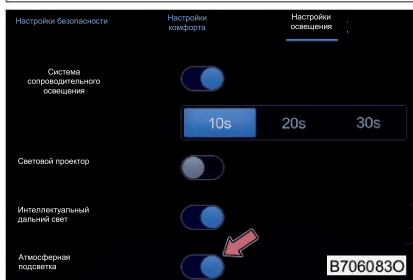 Настройки безопасности
Настройки
комфорта
Настройки
освещения
Система
сопроводительного
освещения
10s
20s
30s
Световой проектор
Интеллектуальный
дальний свет
Атмосферная
подсветка
B706083O